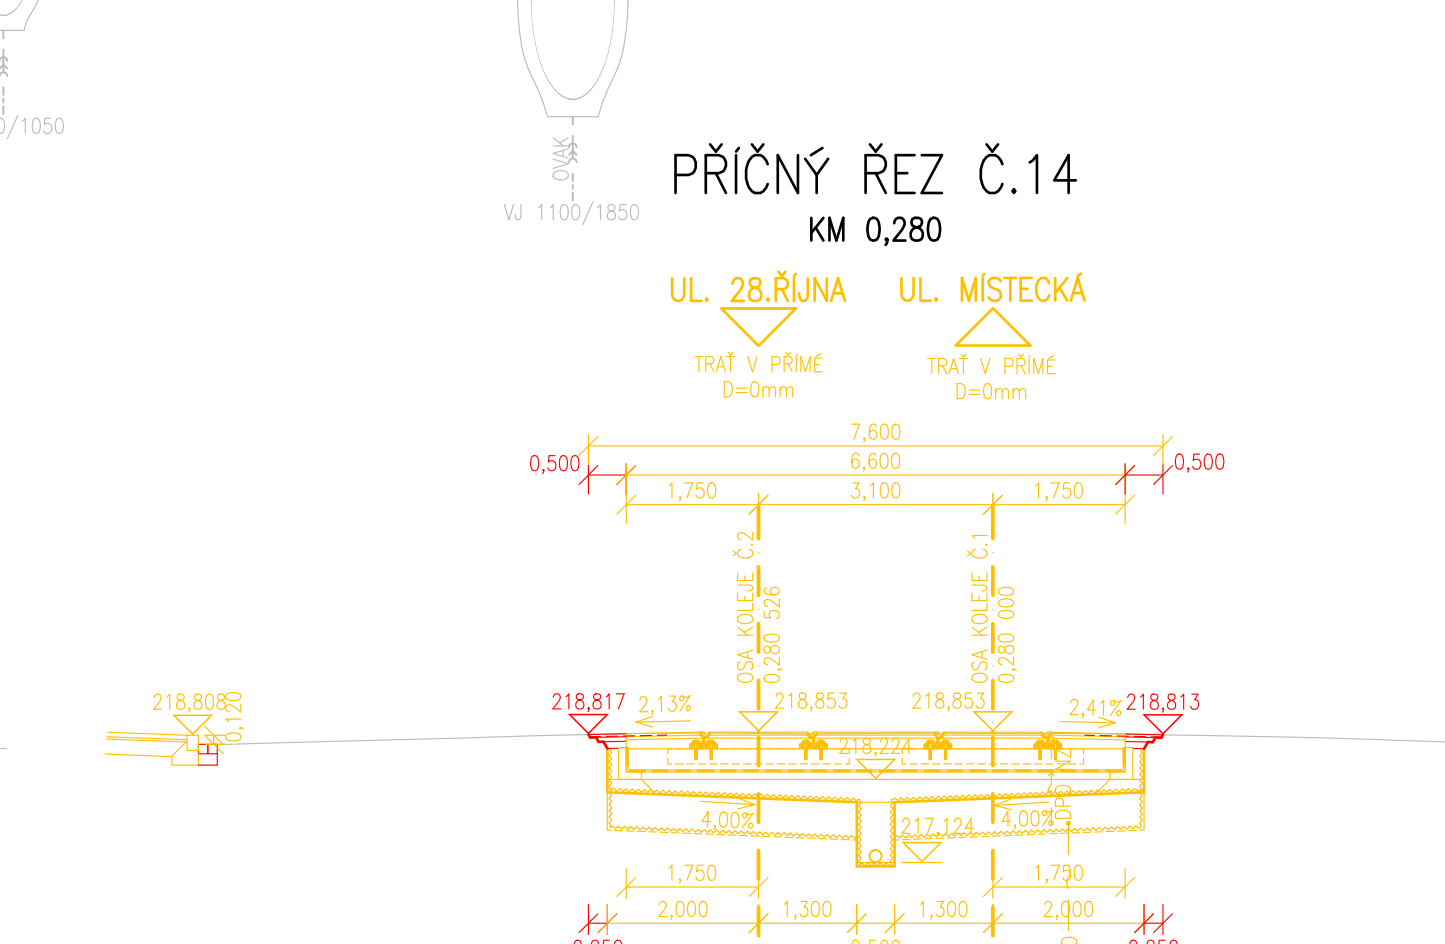 /1050
OVAK
VJ 1100/1850
PŘÍČNÝ ŘEZ Č.14
KM 0,280
UL. 28.ŘÍJNA
UL. MÍSTECKÁ
TRAŤ V PŘÍMÉ
D=0mm
TRAŤ V PŘÍMÉ
D=0mm
7,600
0,500
6,600
0,500
1,750
3,100
1,750
OSA KOLEJE Č.2
0,280 526
OSA KOLEJE Č.1
0,280 000
218,808
0,120
218,817
2,13%
218,853
218,853
2,41%
218,813
218,224
DPO NZ
4,00%
217,124
4,00%
1,750
1,750
2,000
1,300
1,300
2,000